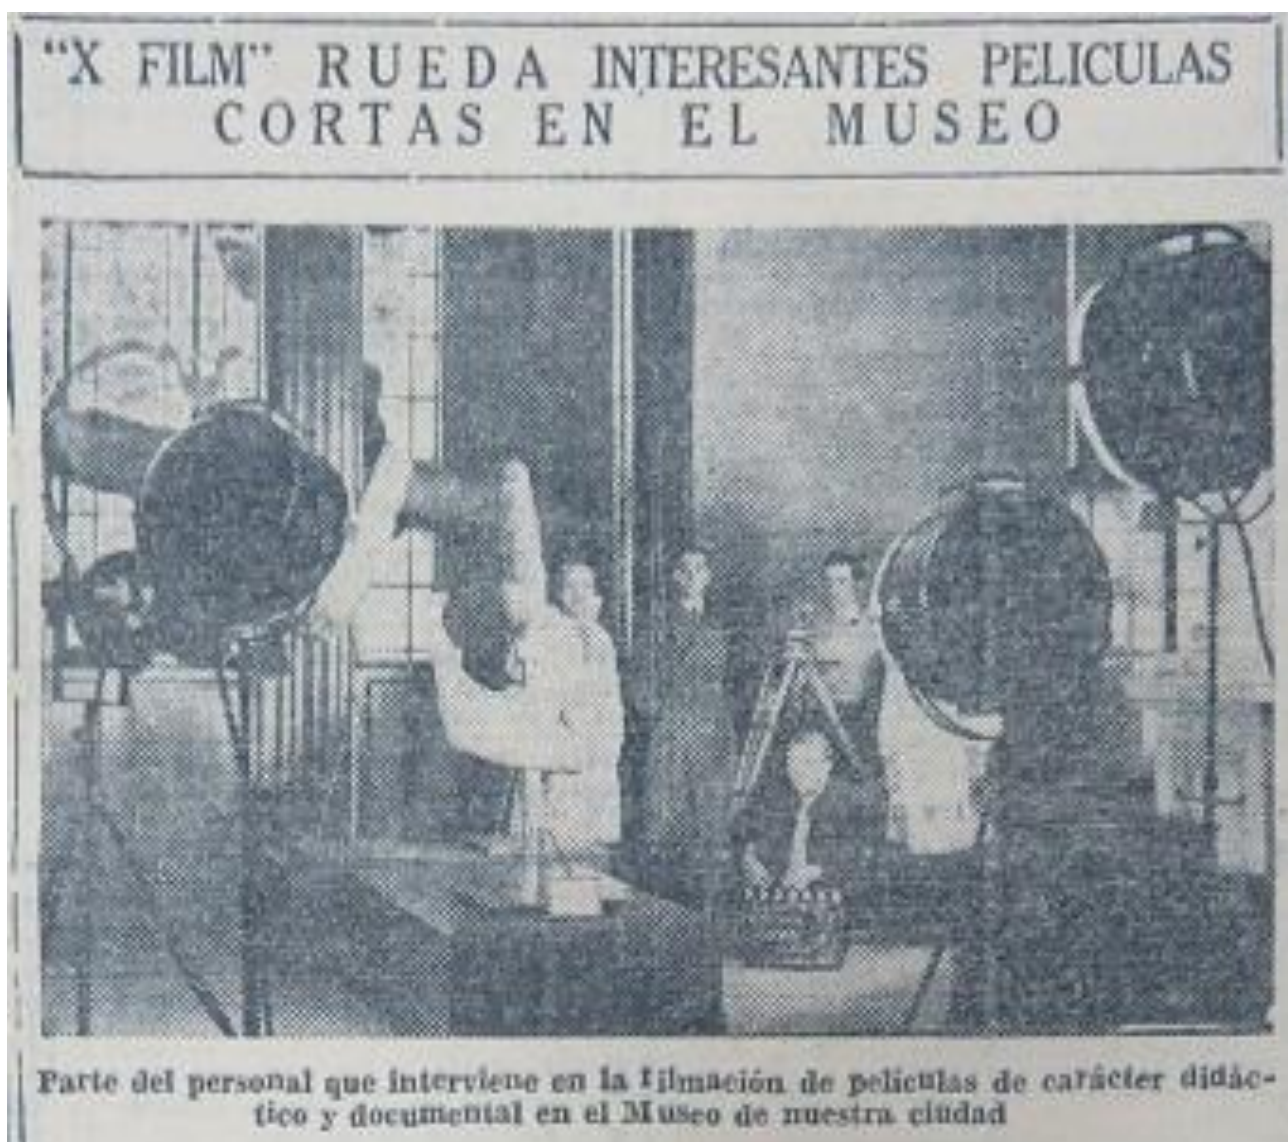 "X FILM" RUEDA INTERESANTES PELICULAS
CORTAS EN EL MUSEO
Parte del personal que interviene en la filmación de películas de carácter didác-
tico y documental en el Museo de nuestra ciudad